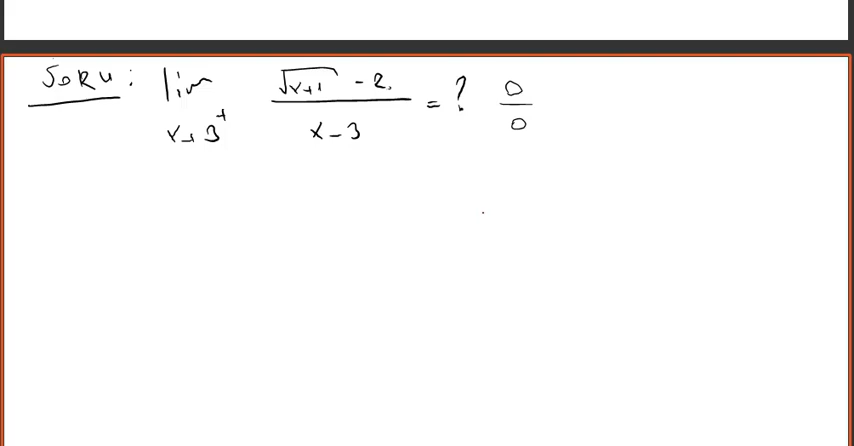 SORU: lim x→3⁺ (√(x+1) - 2)/(x - 3) = ? 0/0